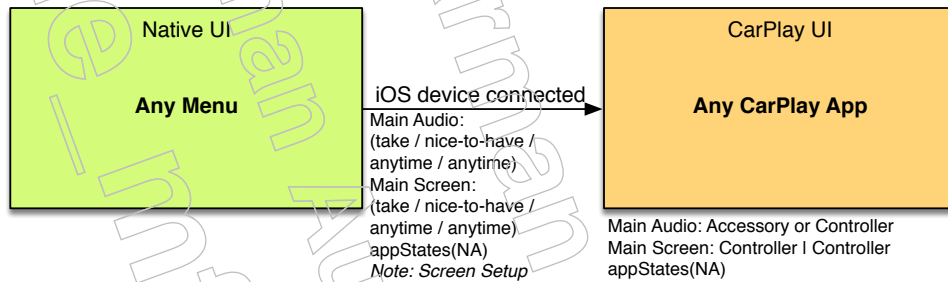 Native UI
Any Menu
iOS device connected
Main Audio:
(take / nice-to-have /
anytime / anytime)
Main Screen:
(take / nice-to-have /
anytime / anytime)
appStates(NA)
Note: Screen Setup
CarPlay UI
Any CarPlay App
Main Audio: Accessory or Controller
Main Screen: Controller | Controller
appStates(NA)